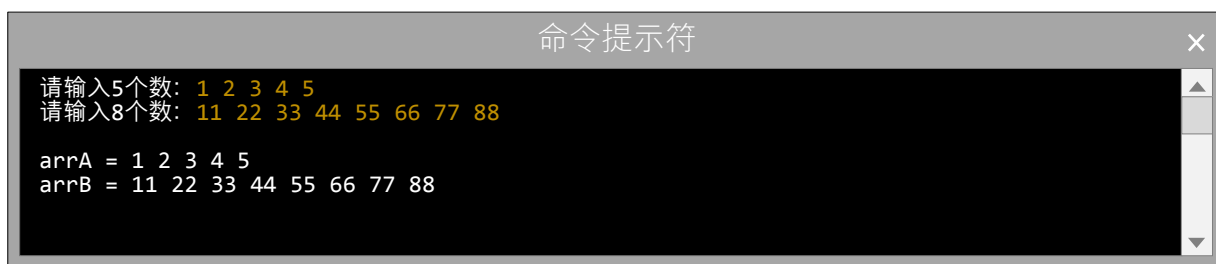 命令提示符
请输入5个数: 1 2 3 4 5
请输入8个数: 11 22 33 44 55 66 77 88
arrA = 1 2 3 4 5
arrB = 11 22 33 44 55 66 77 88